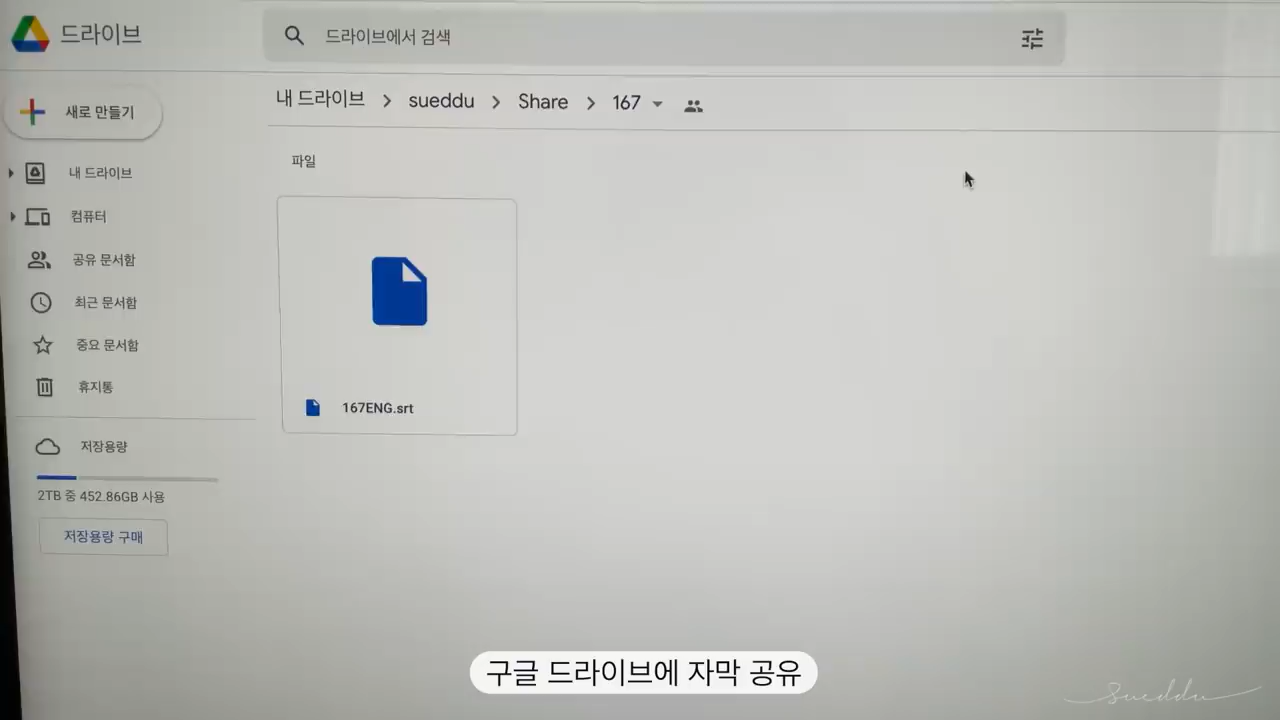 드라이브
드라이브에서 검색
내 드라이브 > sueddu > Share > 167
새로 만들기
내 드라이브
컴퓨터
공유 문서함
최근 문서함
중요 문서함
휴지통
저장용량
2TB 중 452.86GB 사용
저장용량 구매
파일
167ENG.srt
구글 드라이브에 자막 공유
sueddu